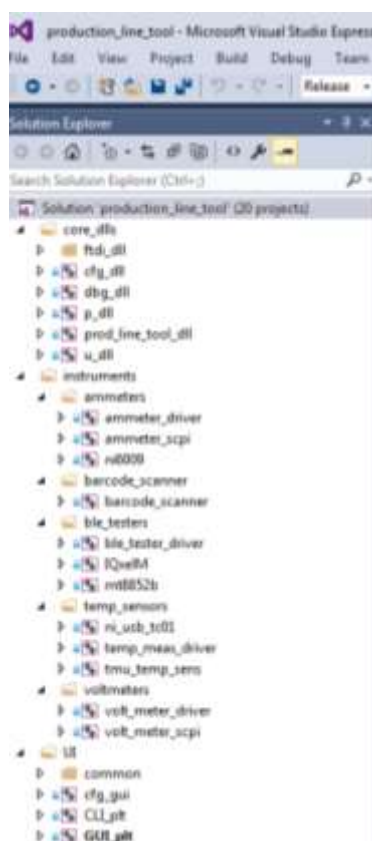 production_line_tool - Microsoft Visual Studio Express
File Edit View Project Build Debug Team
Release
Solution Explorer
Search Solution Explorer (Ctrl+;)
Solution 'production_line_tool' (20 projects)
core_dlls
ftdi_dll
cfg_dll
dbg_dll
p_dll
prod_line_tool_dll
u_dll
instruments
ammeters
ammeter_driver
ammeter_scpi
ni6009
barcode_scanner
barcode_scanner
ble_testers
ble_tester_driver
IQxelM
mt8852b
temp_sensors
ni_usb_tc01
temp_meas_driver
tmu_temp_sens
voltmeters
volt_meter_driver
volt_meter_scpi
UI
common
cfg_gui
CLI_plt
GUI_plt